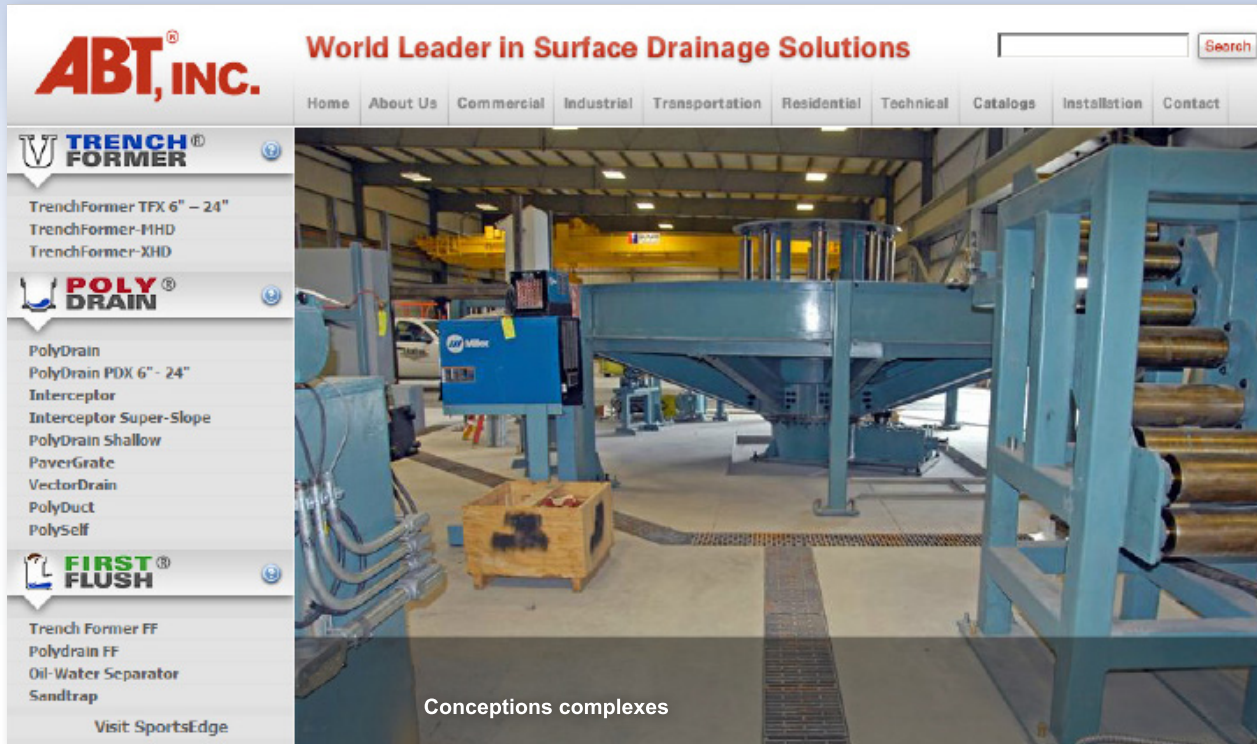 ABT, INC.®
World Leader in Surface Drainage Solutions
Search
Home About Us Commercial Industrial Transportation Residential Technical Catalogs Installation Contact
TRENCH®
FORMER
TrenchFormer TFX 6" – 24"
TrenchFormer-MHD
TrenchFormer-XHD
POLY®
DRAIN
PolyDrain
PolyDrain PDX 6"- 24"
Interceptor
Interceptor Super-Slope
PolyDrain Shallow
PaverGrate
VectorDrain
PolyDuct
PolySelf
FIRST®
FLUSH
Trench Former FF
Polydrain FF
Oil-Water Separator
Sandtrap
Visit SportsEdge
Miller
Conceptions complexes